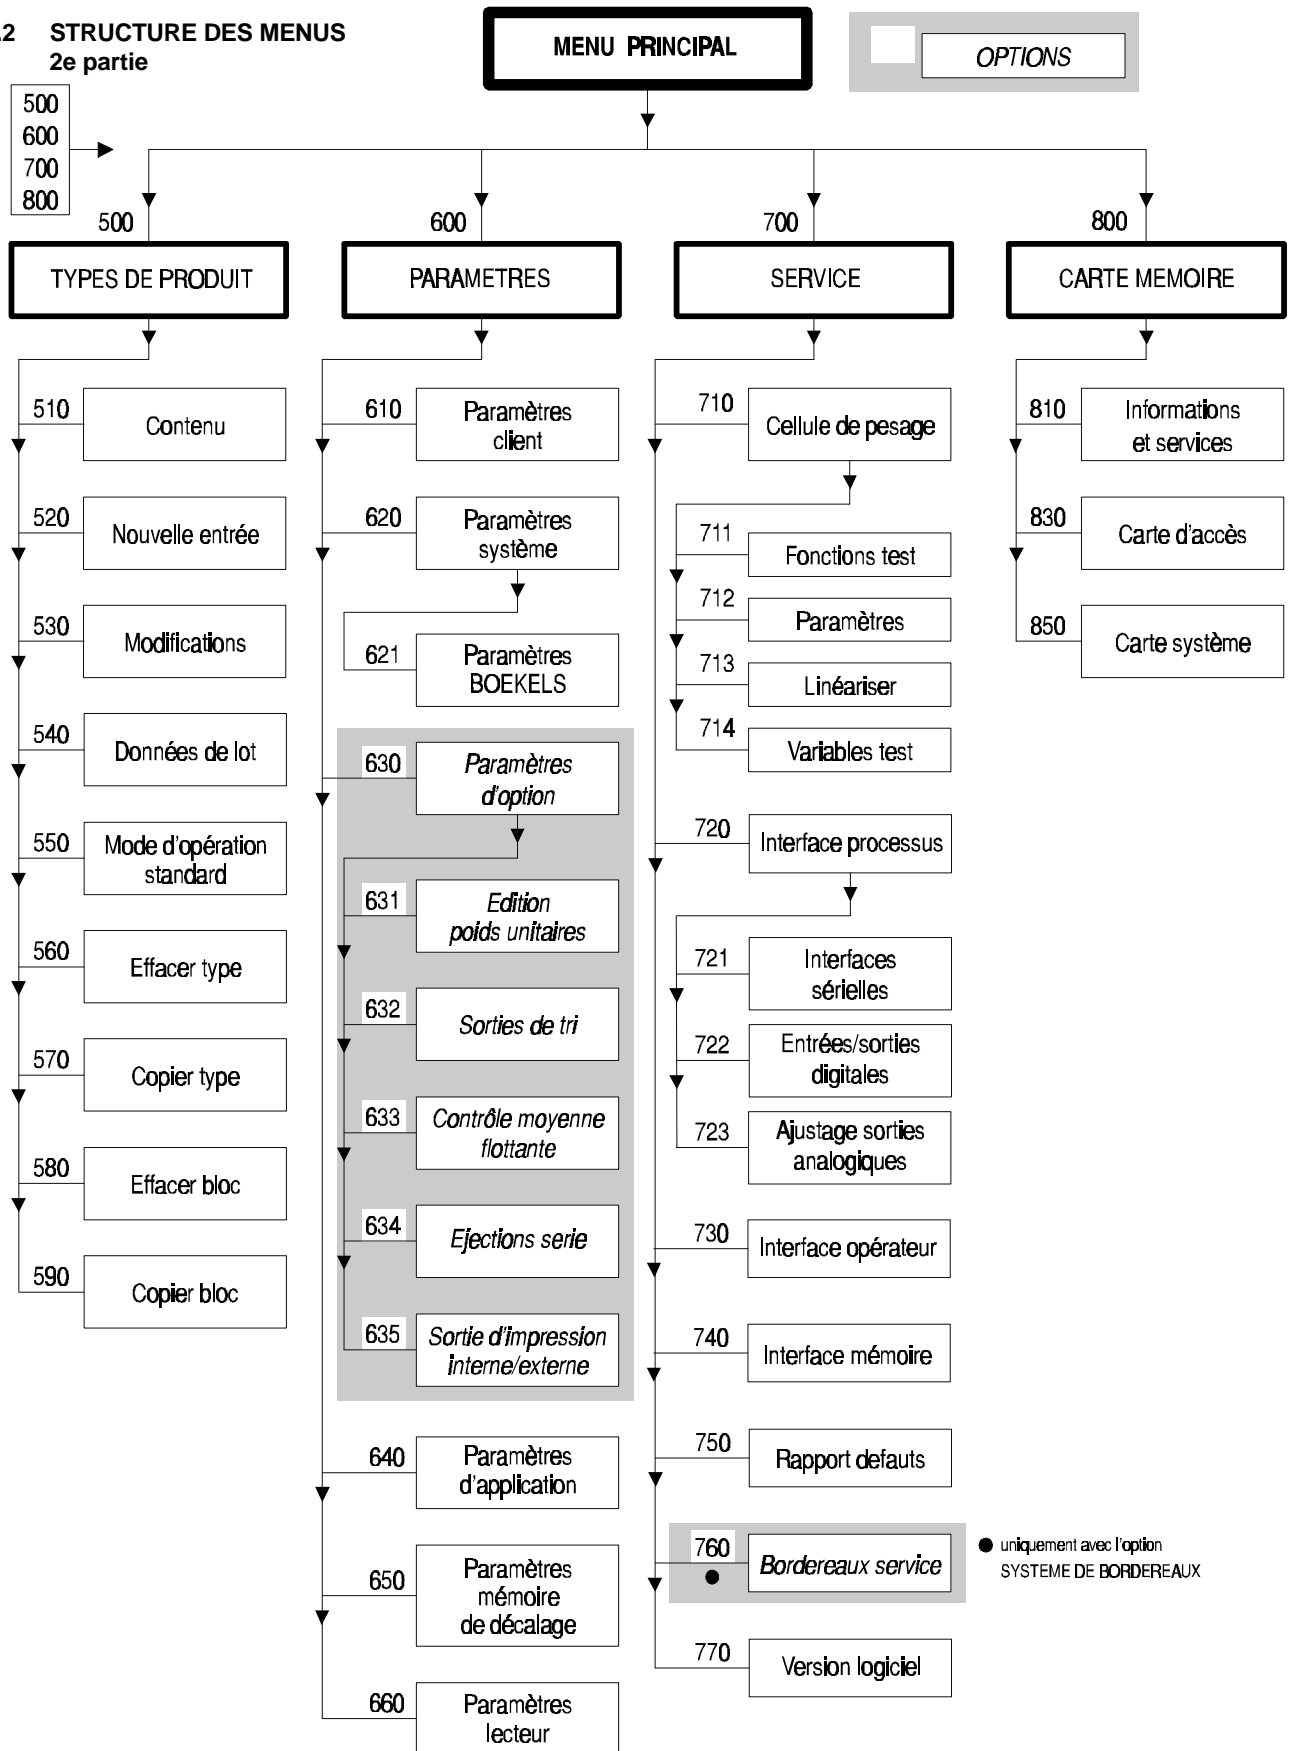 .2 STRUCTURE DES MENUS
2e partie
MENU PRINCIPAL
OPTIONS
500
600
700
800
500
TYPES DE PRODUIT
510
Contenu
520
Nouvelle entrée
530
Modifications
540
Données de lot
550
Mode d'opération
standard
560
Effacer type
570
Copier type
580
Effacer bloc
590
Copier bloc
600
PARAMETRES
610
Paramètres
client
620
Paramètres
système
621
Paramètres
BOEKELS
630
Paramètres
d'option
631
Edition
poids unitaires
632
Sorties de tri
633
Contrôle moyenne
flottante
634
Ejections serie
635
Sortie d'impression
interne/externe
640
Paramètres
d'application
650
Paramètres
mémoire
de décalage
660
Paramètres
lecteur
700
SERVICE
710
Cellule de pesage
711
Fonctions test
712
Paramètres
713
Linéariser
714
Variables test
720
Interface processus
721
Interfaces
sérielles
722
Entrées/sorties
digitales
723
Ajustage sorties
analogiques
730
Interface opérateur
740
Interface mémoire
750
Rapport defauts
760
Bordereaux service
● uniquement avec l'option
SYSTEME DE BORDEREAUX
770
Version logiciel
800
CARTE MEMOIRE
810
Informations
et services
830
Carte d'accès
850
Carte système